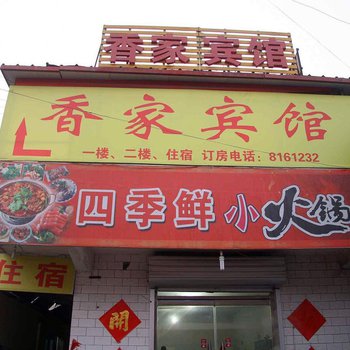 香家宾馆
香家宾馆
一楼、二楼、住宿 订房电话：8161232
四季鲜小火锅
住宿
開